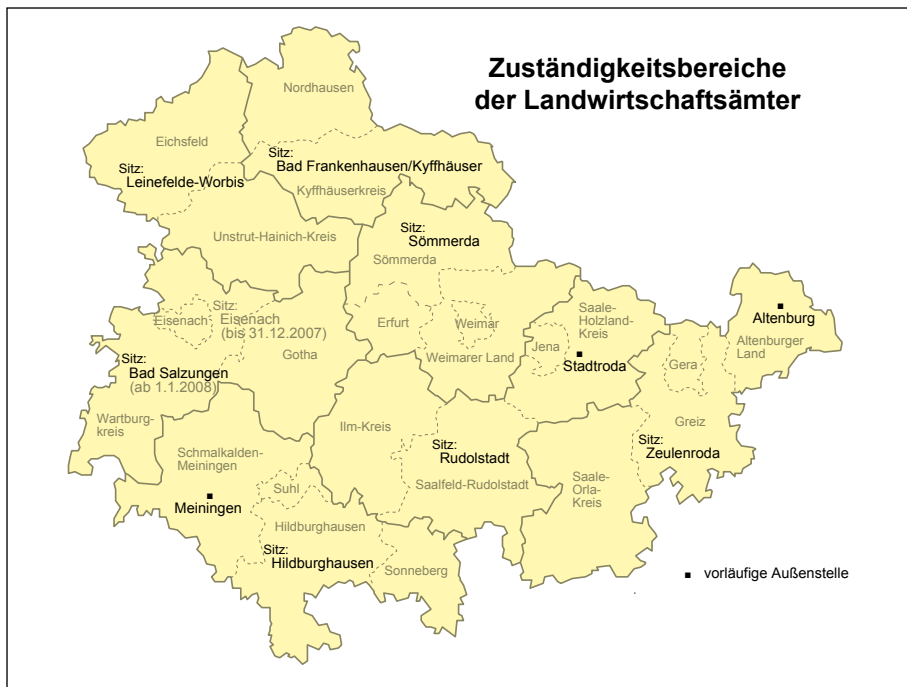 Zuständigkeitsbereiche
der Landwirtschaftsämter
Nordhausen
Eichsfeld
Sitz:
Bad Frankenhausen/Kyffhäuser
Sitz:
Leinefelde-Worbis
Kyffhäuserkreis
Unstrut-Hainich-Kreis
Sitz:
Sömmerda
Sömmerda
Sitz:
Eisenach
Eisenach
(bis 31.12.2007)
Gotha
Erfurt
Weimar
Weimarer Land
Saale-
Holzland-
Kreis
Jena
Stadtroda
Altenburg
Altenburger
Land
Gera
Sitz:
Bad Salzungen
(ab 1.1.2008)
Wartburg-
kreis
Ilm-Kreis
Sitz:
Rudolstadt
Saalfeld-Rudolstadt
Greiz
Sitz:
Zeulenroda
Schmalkalden-
Meiningen
Suhl
Meiningen
Saale-
Orla-
Kreis
Hildburghausen
Sitz:
Hildburghausen
Sonneberg
vorläufige Außenstelle